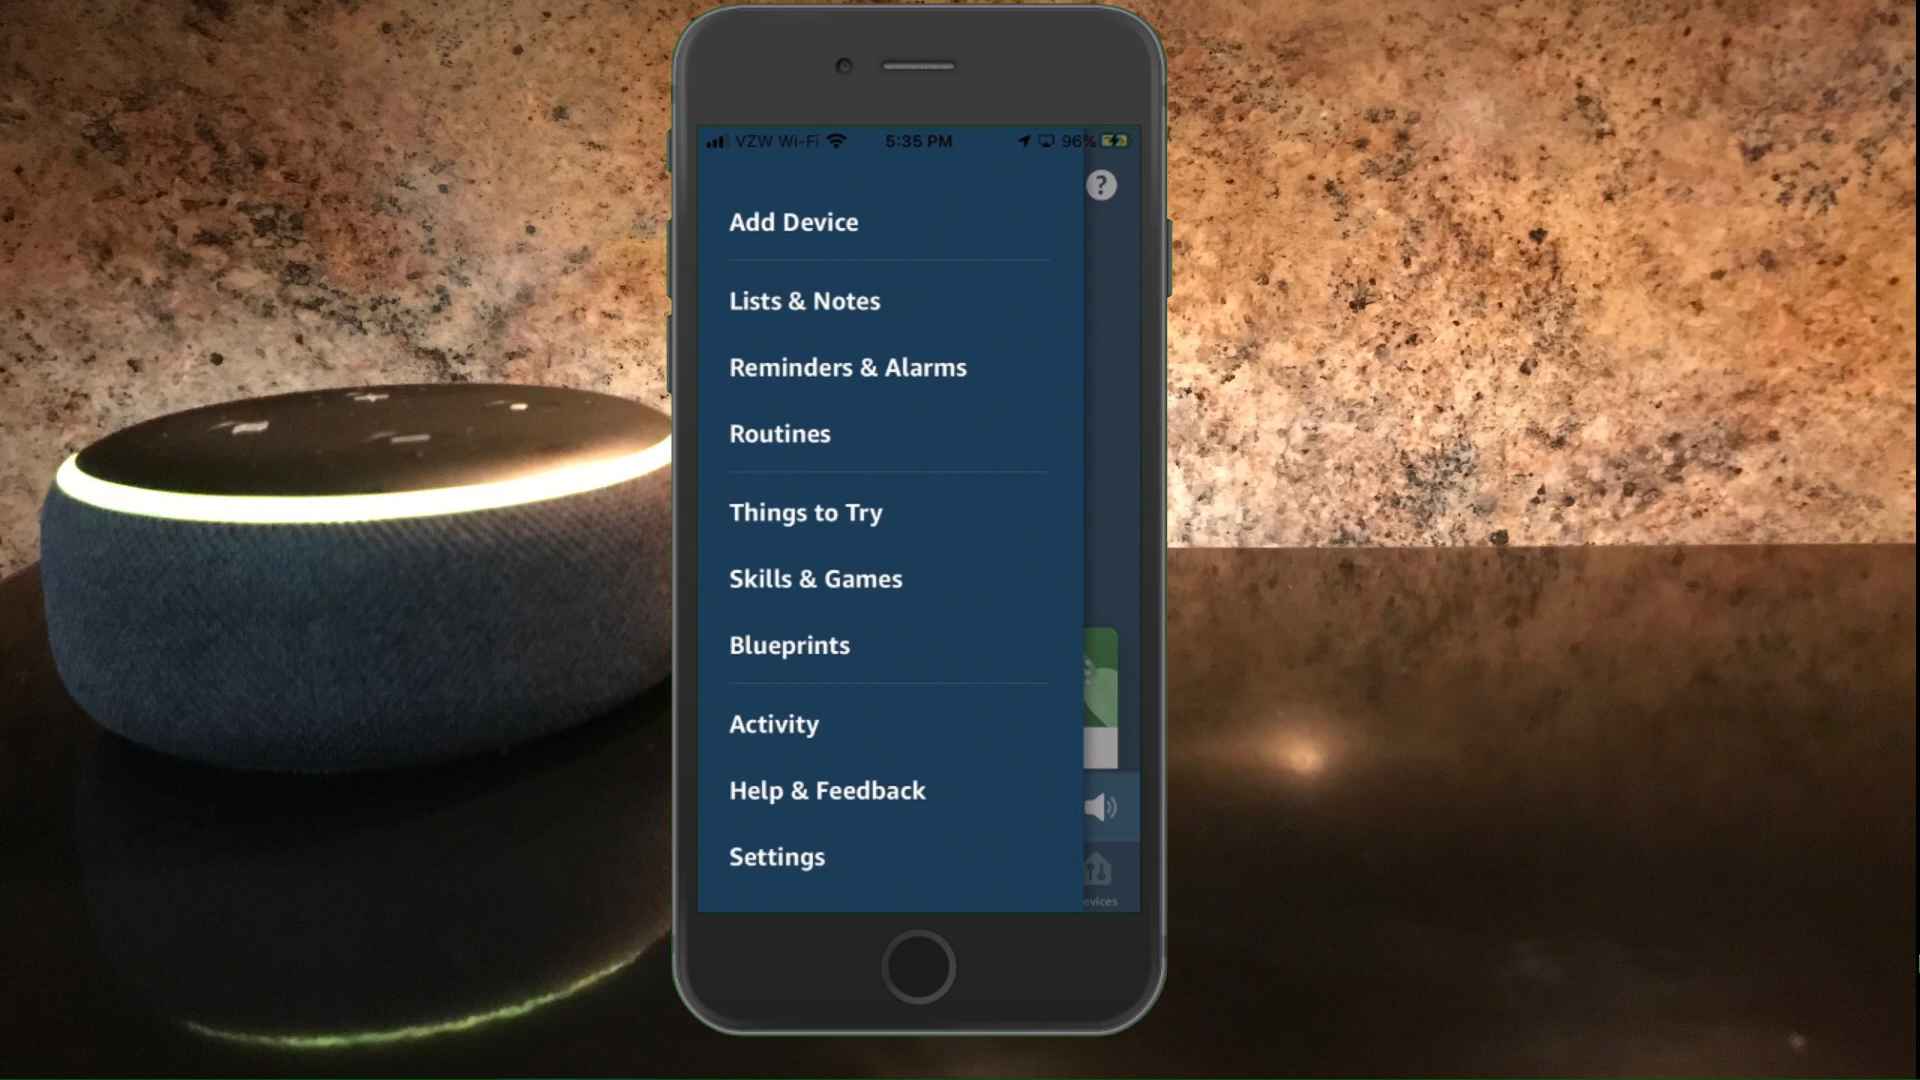 VZW Wi-Fi 5:35 PM 96%
?
Add Device
Lists & Notes
Reminders & Alarms
Routines
Things to Try
Skills & Games
Blueprints
Activity
Help & Feedback
Settings
evices